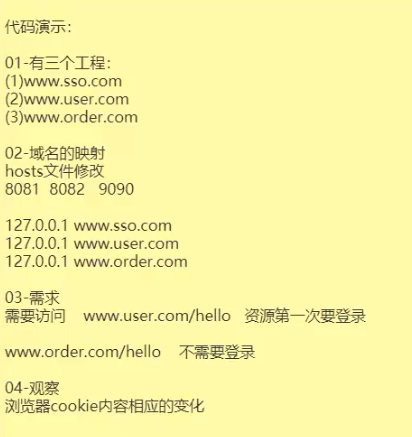 代码演示：
01-有三个工程：
(1)www.sso.com
(2)www.user.com
(3)www.order.com
02-域名的映射
hosts文件修改
8081 8082 9090
127.0.0.1 www.sso.com
127.0.0.1 www.user.com
127.0.0.1 www.order.com
03-需求
需要访问 www.user.com/hello 资源第一次要登录
www.order.com/hello 不需要登录
04-观察
浏览器cookie内容相应的变化